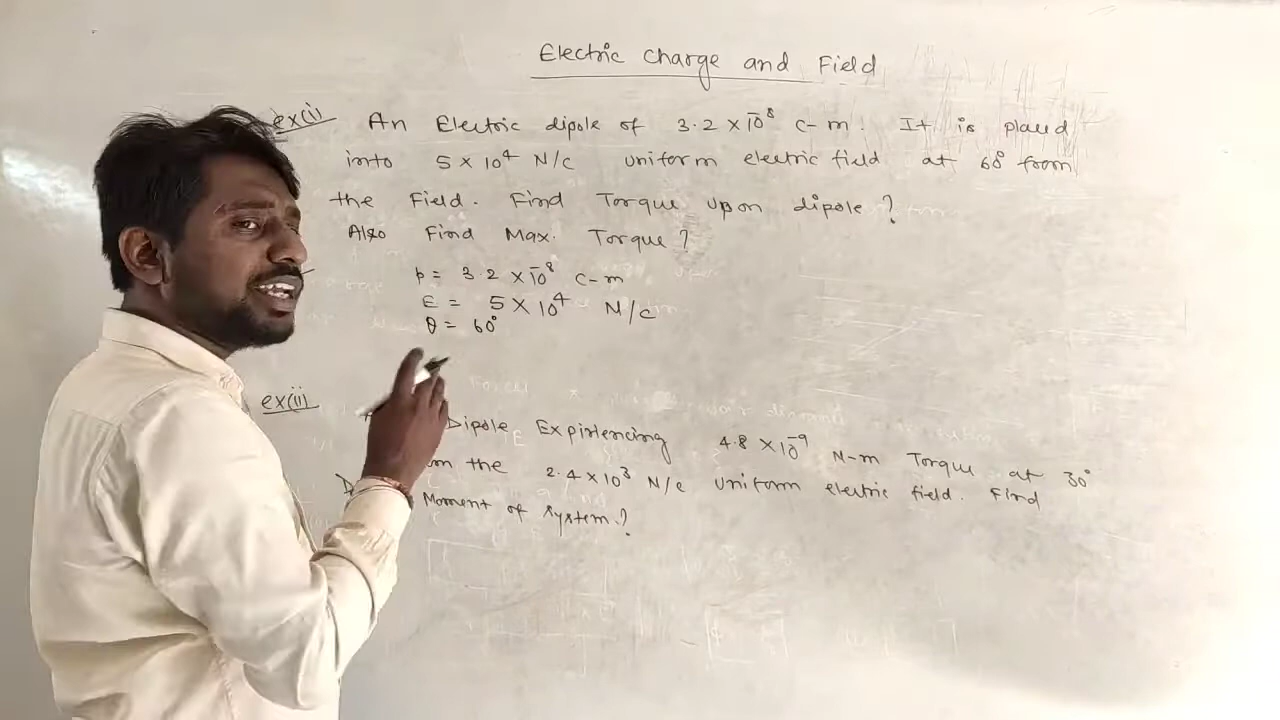 Electric Charge and Field
ex(i) An Electric dipole of 3.2 × 10⁻⁸ C-m. It is placed
into 5 × 10⁴ N/C uniform electric field at 60° from
the Field. Find Torque upon dipole?
Also Find Max. Torque?
p = 3.2 × 10⁻⁸ C-m
E = 5 × 10⁴ N/C
θ = 60°
ex(ii) Dipole Expiriencing 4.8 × 10⁻⁹ N-m Torque at 30°
the 2.4 × 10³ N/C uniform electric field. Find
Moment of system.?